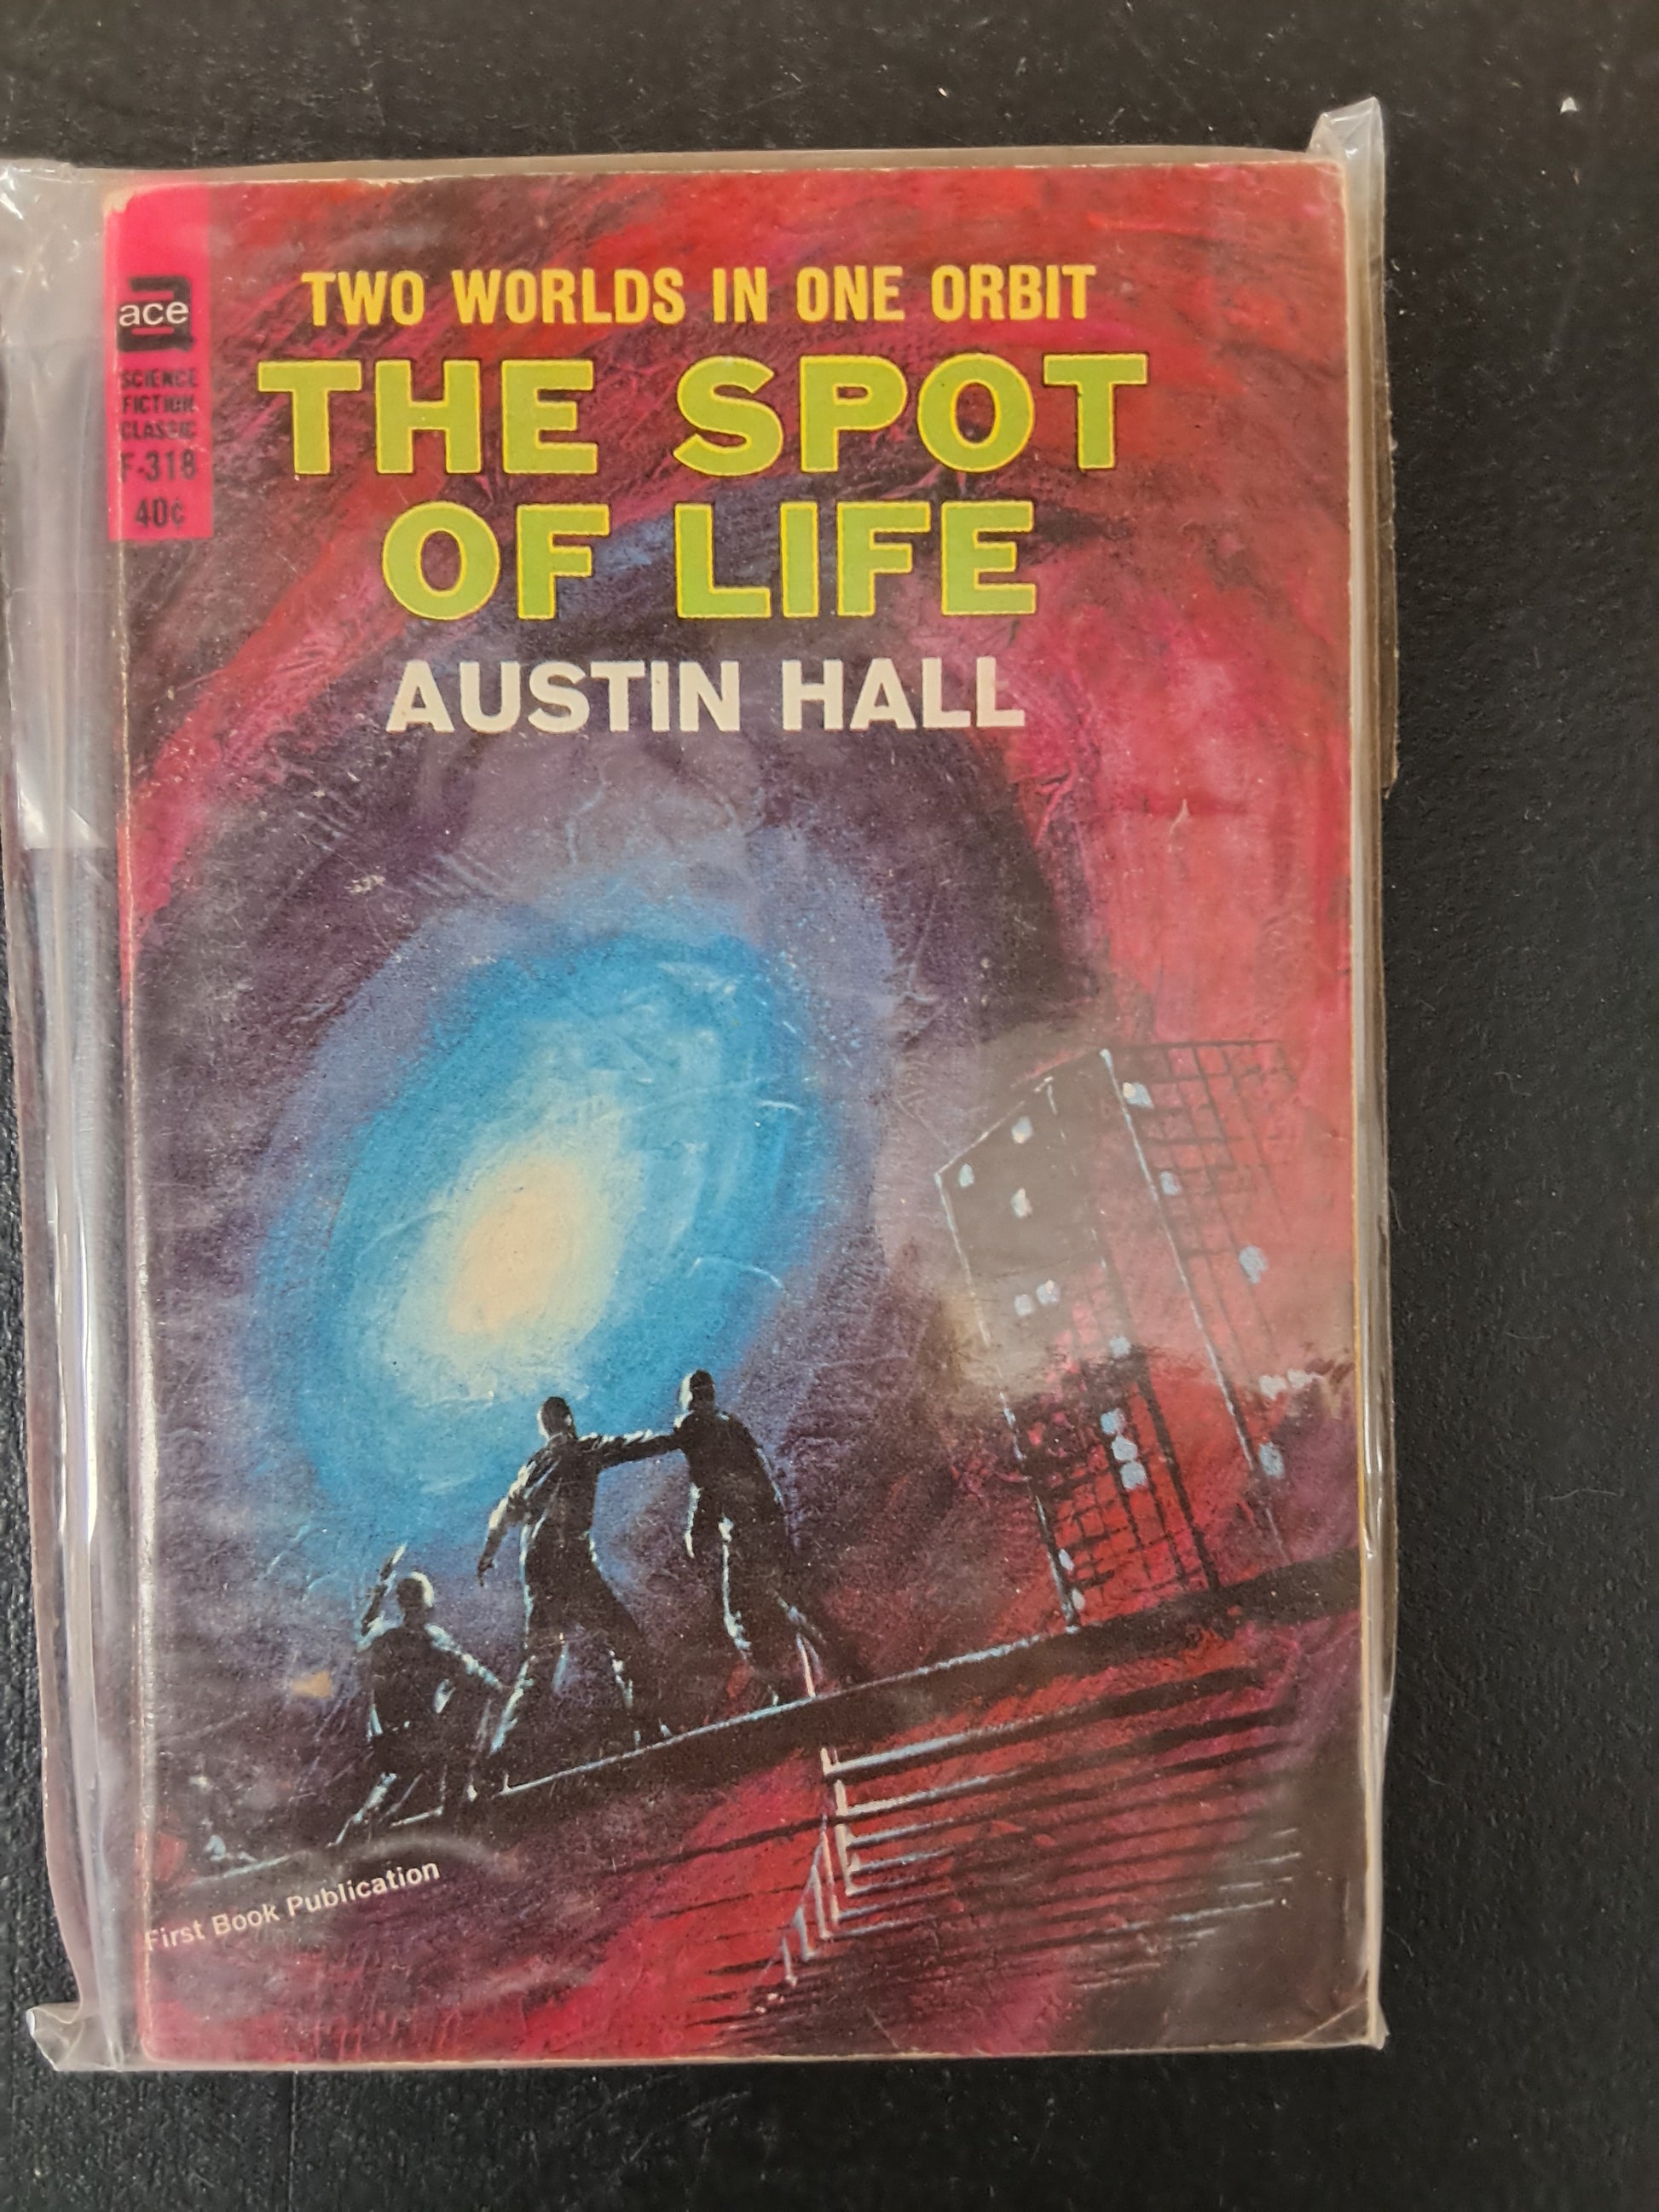 TWO WORLDS IN ONE ORBIT
ace
SCIENCE
FICTION
CLASSIC
F-318
40¢
THE SPOT
OF LIFE
AUSTIN HALL
First Book Publication